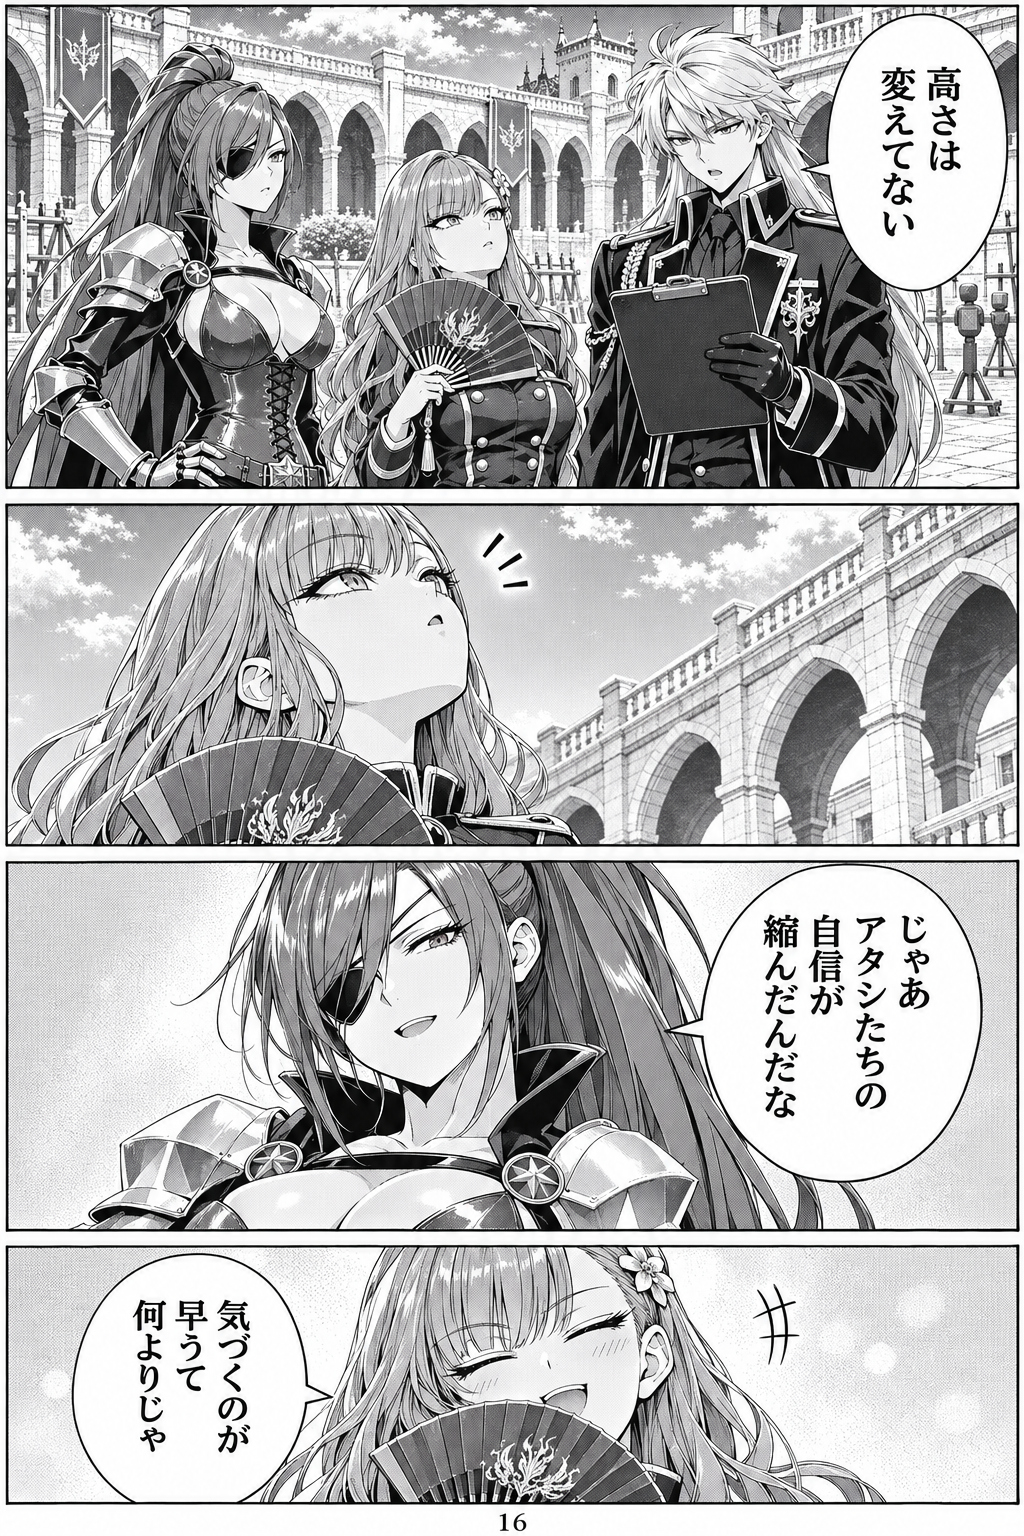 高さは
変えてない
じゃあ
アタシたちの
自信が
縮んだんだな
気づくのが
早うて
何よりじゃ
16